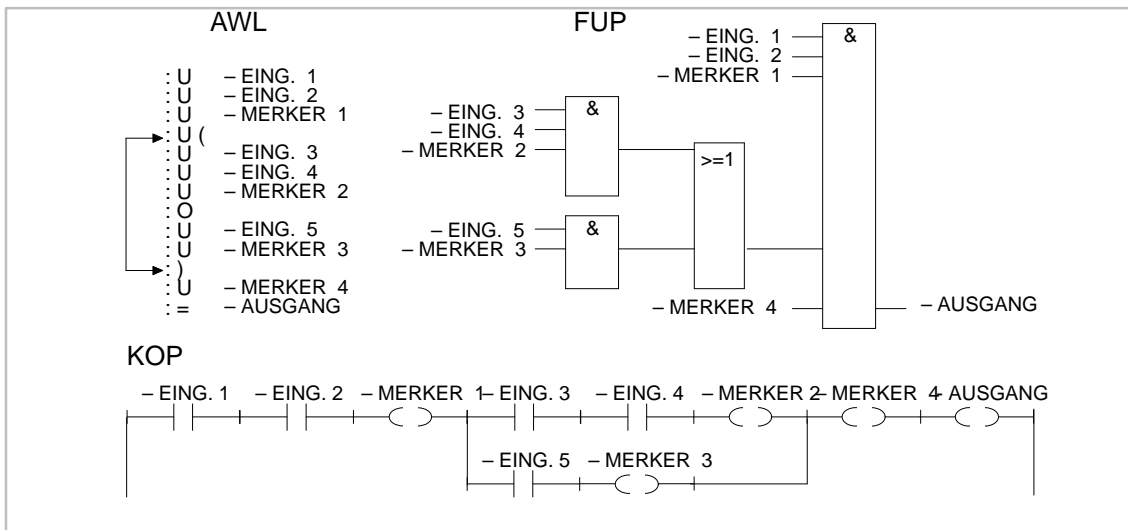 AWL
: U – EING. 1
: U – EING. 2
: U – MERKER 1
: U (
: U – EING. 3
: U – EING. 4
: U – MERKER 2
: O
: U – EING. 5
: U – MERKER 3
: )
: U – MERKER 4
: = – AUSGANG
FUP
– EING. 1
– EING. 2
– MERKER 1
&
– EING. 3
– EING. 4
– MERKER 2
&
>=1
– EING. 5
– MERKER 3
&
– MERKER 4
– AUSGANG
KOP
– EING. 1 – EING. 2 – MERKER 1 – EING. 3 – EING. 4 – MERKER 2 – MERKER 4 – AUSGANG
– EING. 5 – MERKER 3